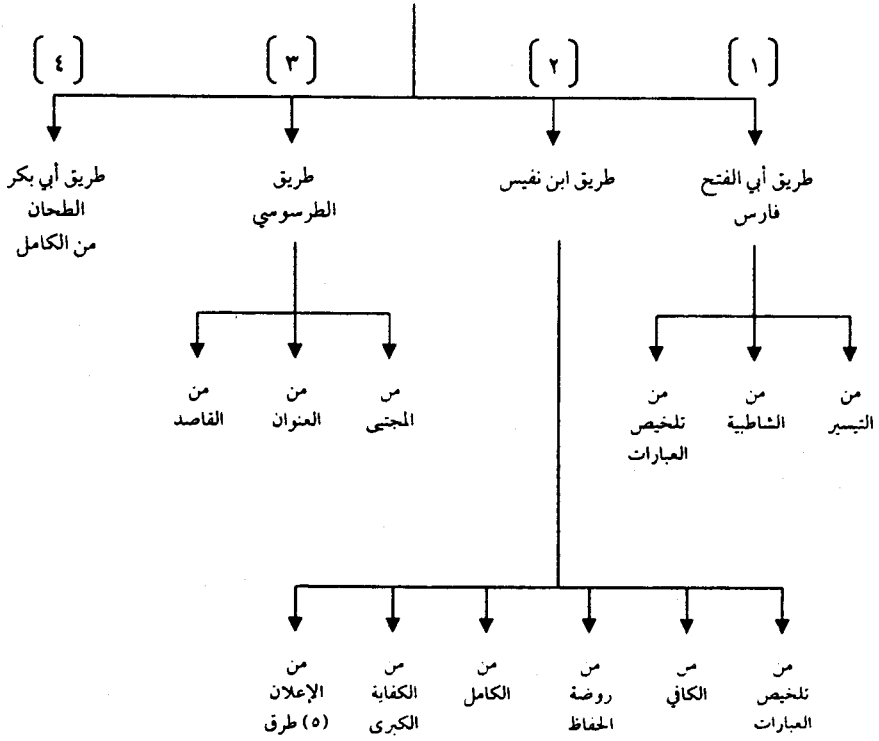 (١)
(٢)
(٣)
(٤)
طريق أبي الفتح
فارس
طريق ابن نفيس
طريق
الطرسوسي
طريق أبي بكر
الطحان
من الكامل
من
التيسير
من
الشاطبية
من
تلخيص
العبارات
من
المجتبى
من
العنوان
من
القاصد
من
تلخيص
العبارات
من
الكافي
من
روضة
الحفاظ
من
الكامل
من
الكفاية
الكبرى
من
الإعلان
(٥) طرق